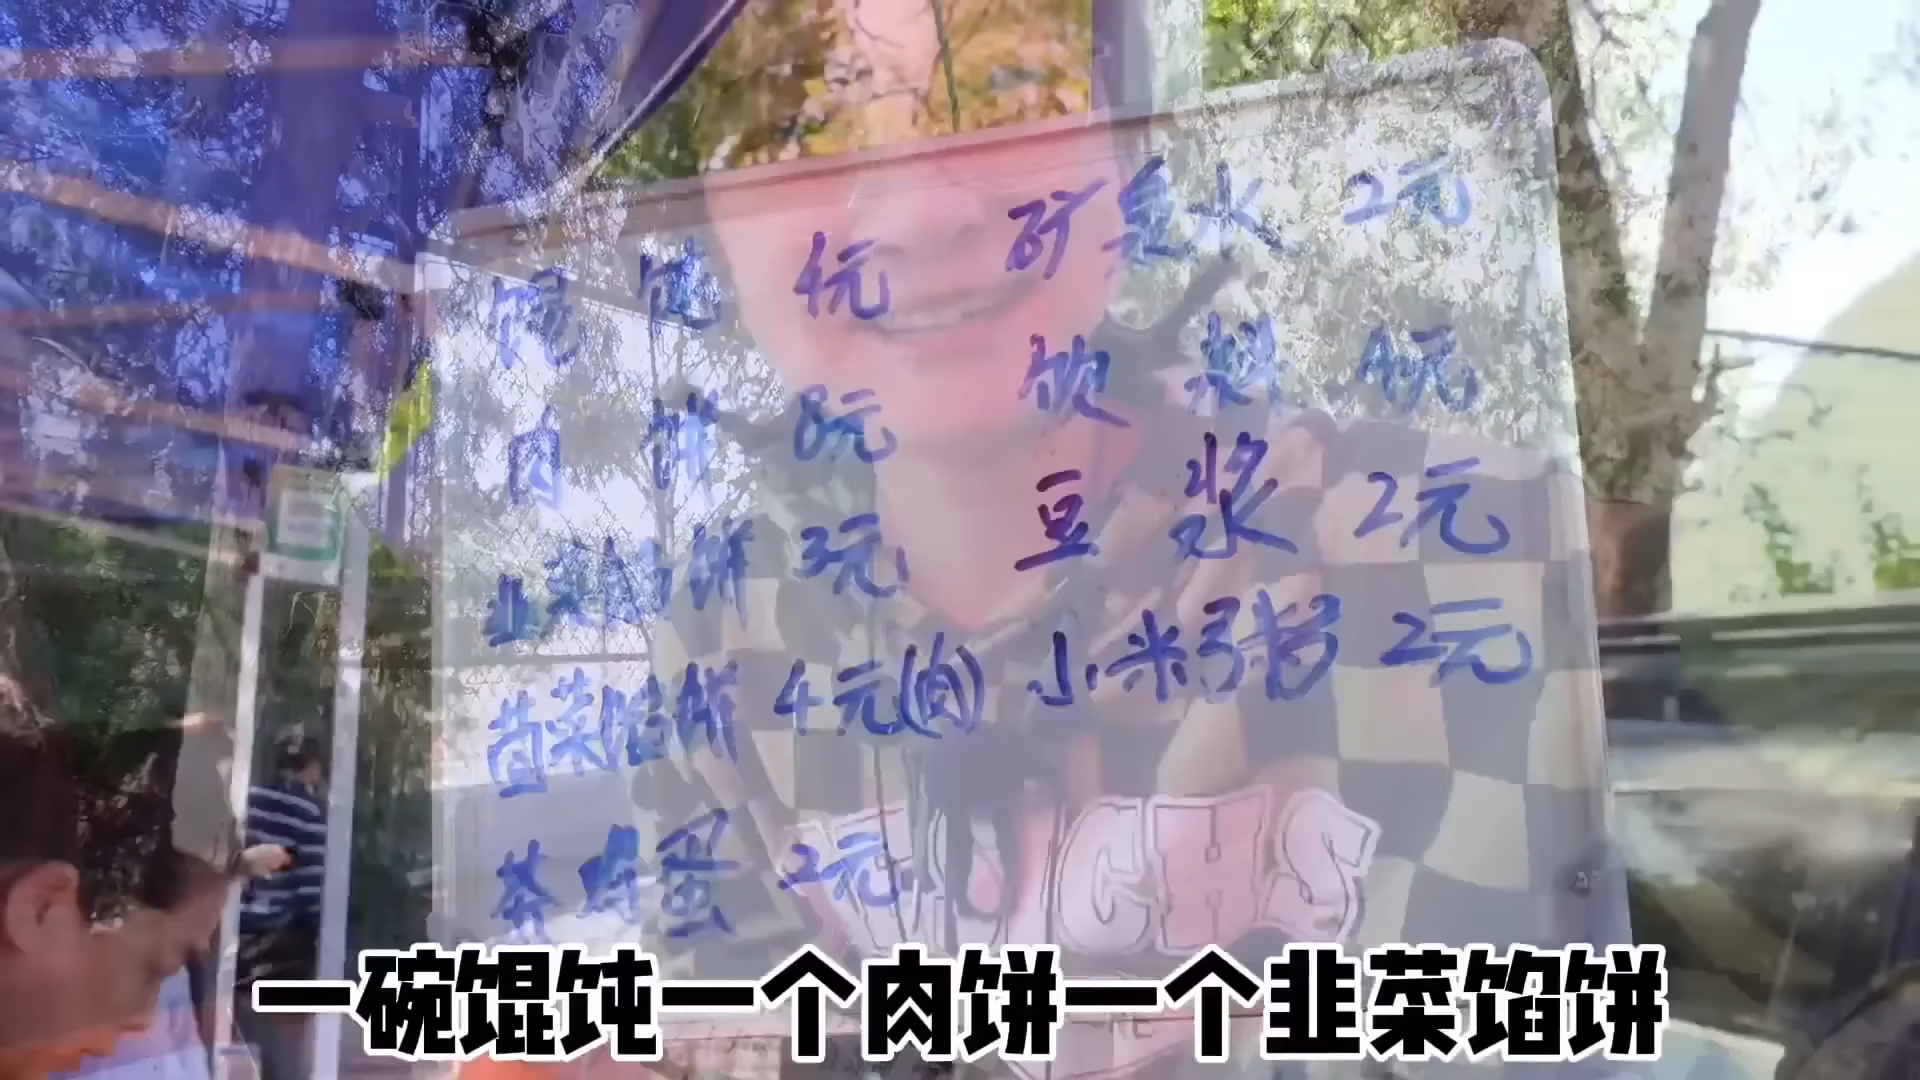 馄饨 4元
肉饼 8元
韭菜馅饼 3元
茴菜馅饼 4元(肉)
茶鸡蛋 2元
矿泉水 2元
饮料 4元
豆浆 2元
小米粥 2元
一碗馄饨一个肉饼一个韭菜馅饼